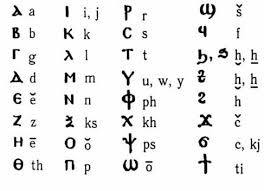 ⲁ a ⲓ i, j ⲣ r ϣ š
ⲃ b ⲕ k ⲥ s ϥ f
ⲅ g ⲗ l ⲧ t ḫ, ẖ
ⲇ d ⲙ m ⲩ u, w, y ḫ, ẖ
ⲉ ĕ ⲛ n ⲫ ph ϩ h
ⲍ z ⲝ ks ⲭ kh ϫ č
ⲏ ē ⲟ ŏ ⲯ ps ϭ c, kj
ⲑ th ⲡ p ⲱ ō ϯ ti